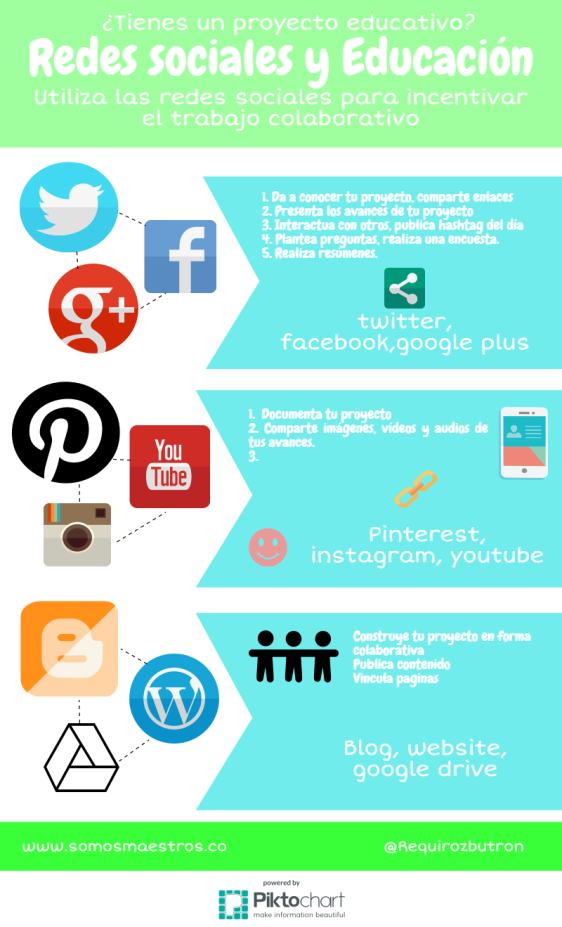 ¿Tienes un proyecto educativo?
Redes sociales y Educación
Utiliza las redes sociales para incentivar
el trabajo colaborativo
1. Da a conocer tu proyecto, comparte enlaces
2. Presenta los avances de tu proyecto
3. Interactua con otros, publica hashtag del día
4. Plantea preguntas, realiza una encuesta.
5. Realiza resúmenes.
g+
f
twitter,
facebook,google plus
1. Documenta tu proyecto
2. Comparte imágenes, vídeos y audios de
tus avances.
3.
You
Tube
Pinterest,
instagram, youtube
Construye tu proyecto en forma
colaborativa
Publica contenido
Vincula paginas
Blog, website,
google drive
www.somosmaestros.co
@Requirozbutron
powered by
Piktochart
make information beautiful